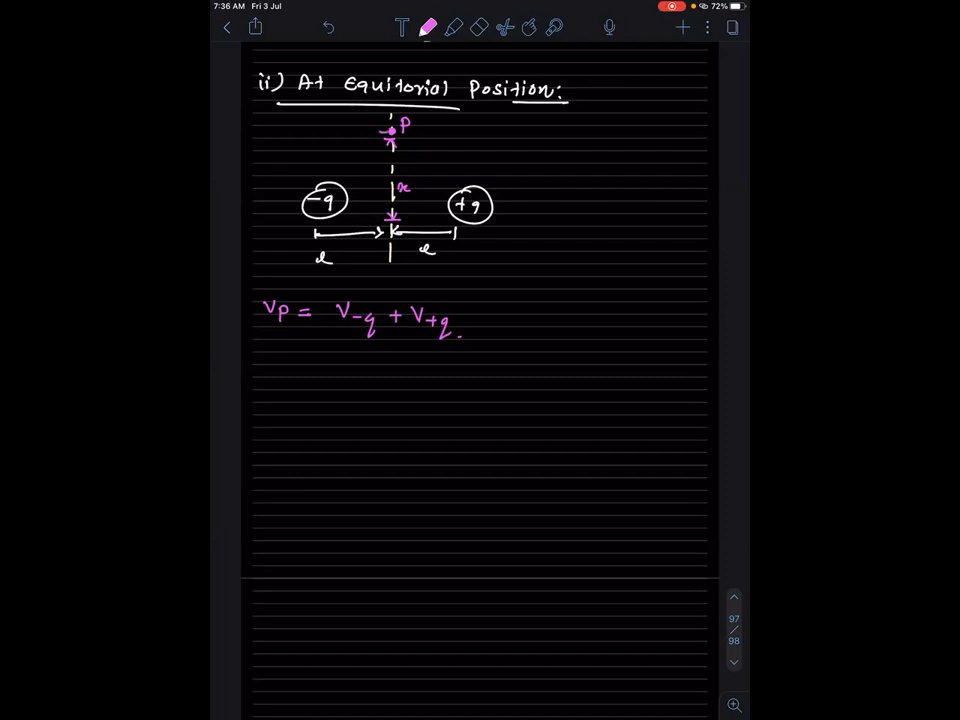 7:36 AM Fri 3 Jul
72%
T
ii) At Equitorial Position:
P
x
-q
+q
l
l
VP = V-q + V+q.
97
/
98